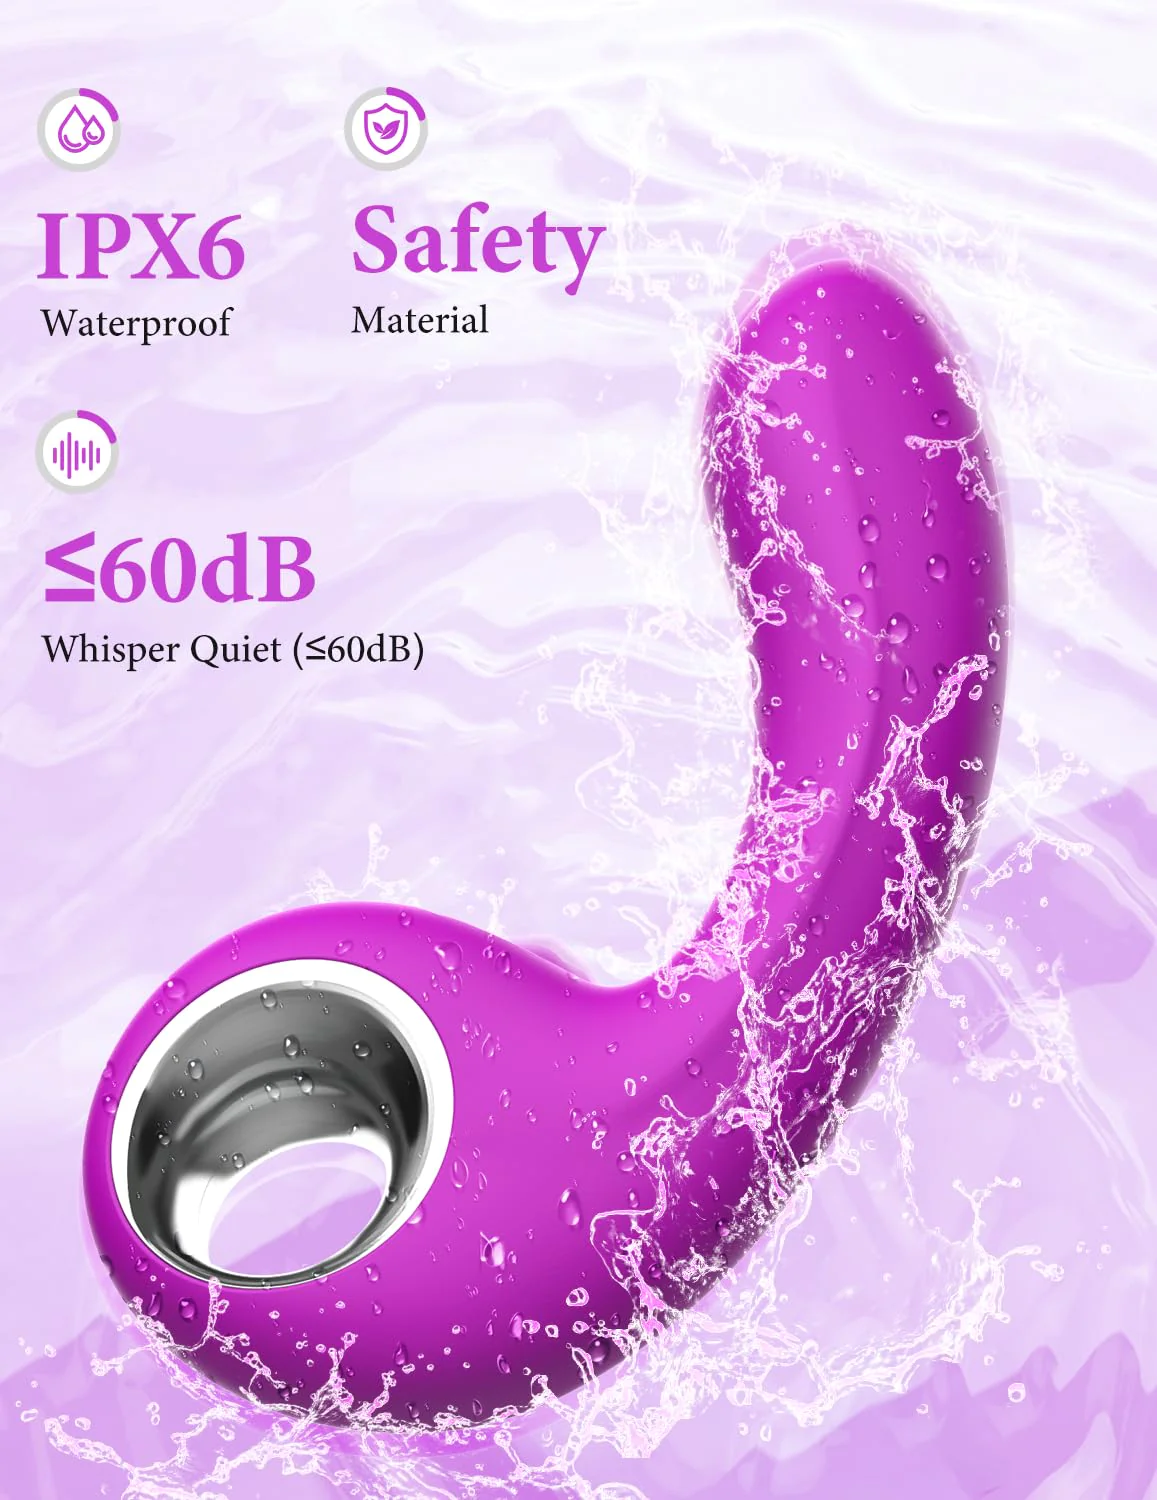 IPX6
Waterproof
Safety
Material
≤60dB
Whisper Quiet (≤60dB)